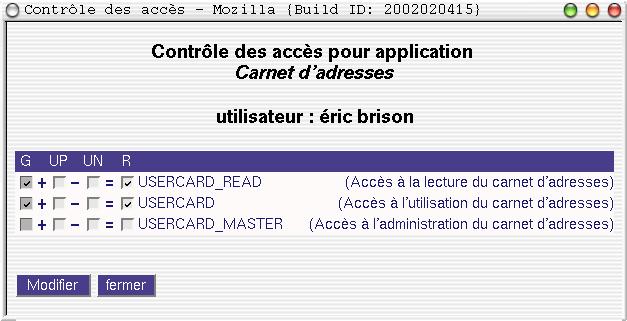 Contrôle des accès – Mozilla {Build ID: 2002020415}
Contrôle des accès pour application
Carnet d'adresses
utilisateur : éric brison
G UP UN R
+ - = USERCARD_READ (Accès à la lecture du carnet d'adresses)
+ - = USERCARD (Accès à l'utilisation du carnet d'adresses)
+ - = USERCARD_MASTER (Accès à l'administration du carnet d'adresses)
Modifier fermer